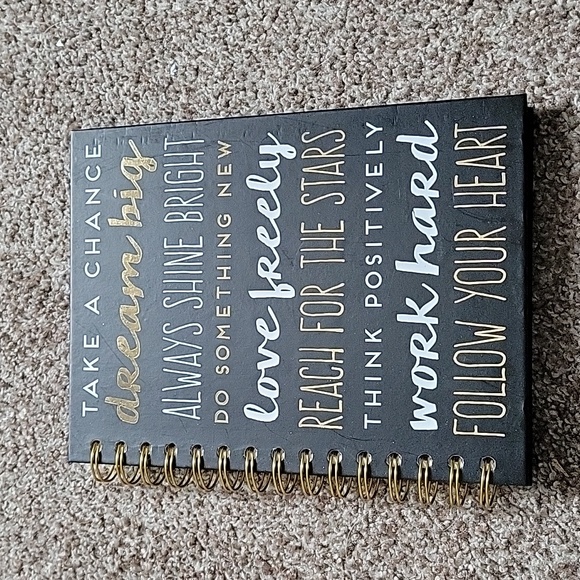 TAKE A CHANCE
dream big
ALWAYS SHINE BRIGHT
DO SOMETHING NEW
love freely
REACH FOR THE STARS
THINK POSITIVELY
work hard
FOLLOW YOUR HEART